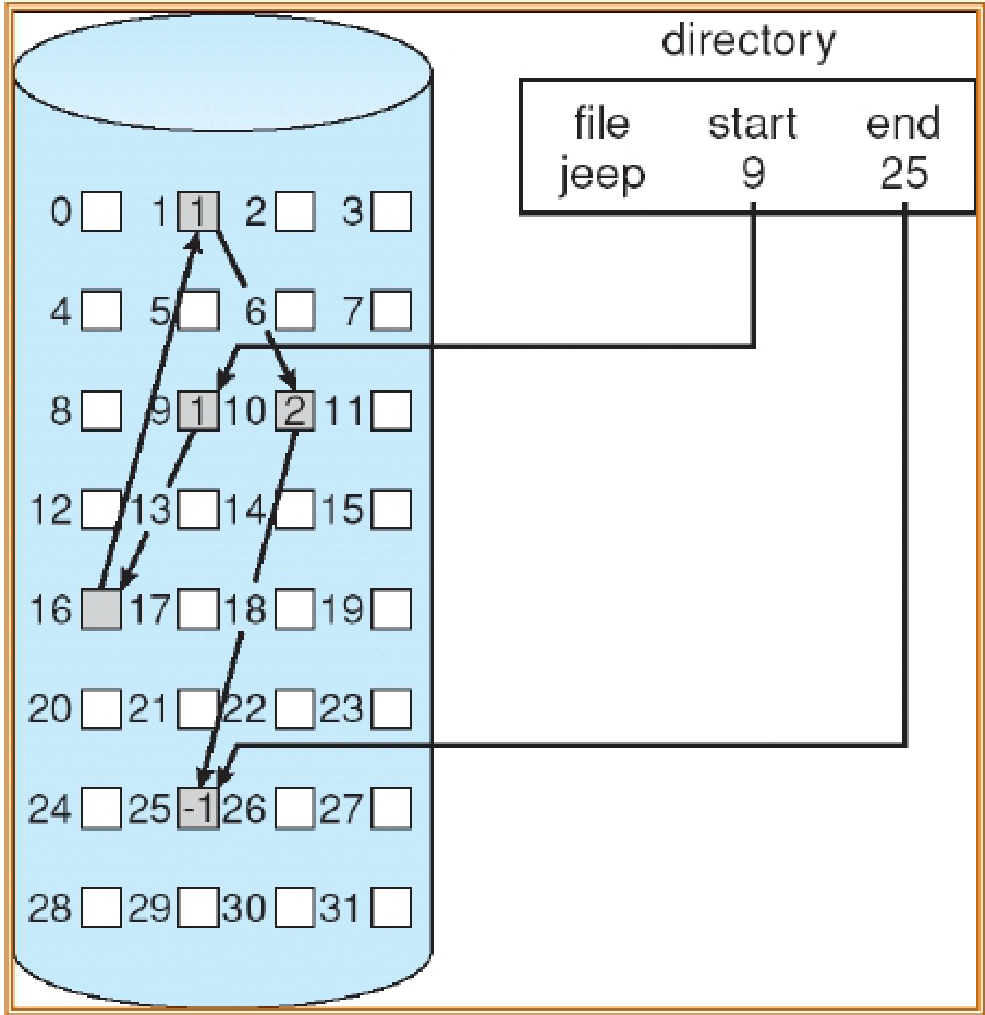 directory
file start end
jeep 9 25
0 1 1 2 3
4 5 6 7
8 9 1 10 2 11
12 13 14 15
16 17 18 19
20 21 22 23
24 25 -1 26 27
28 29 30 31